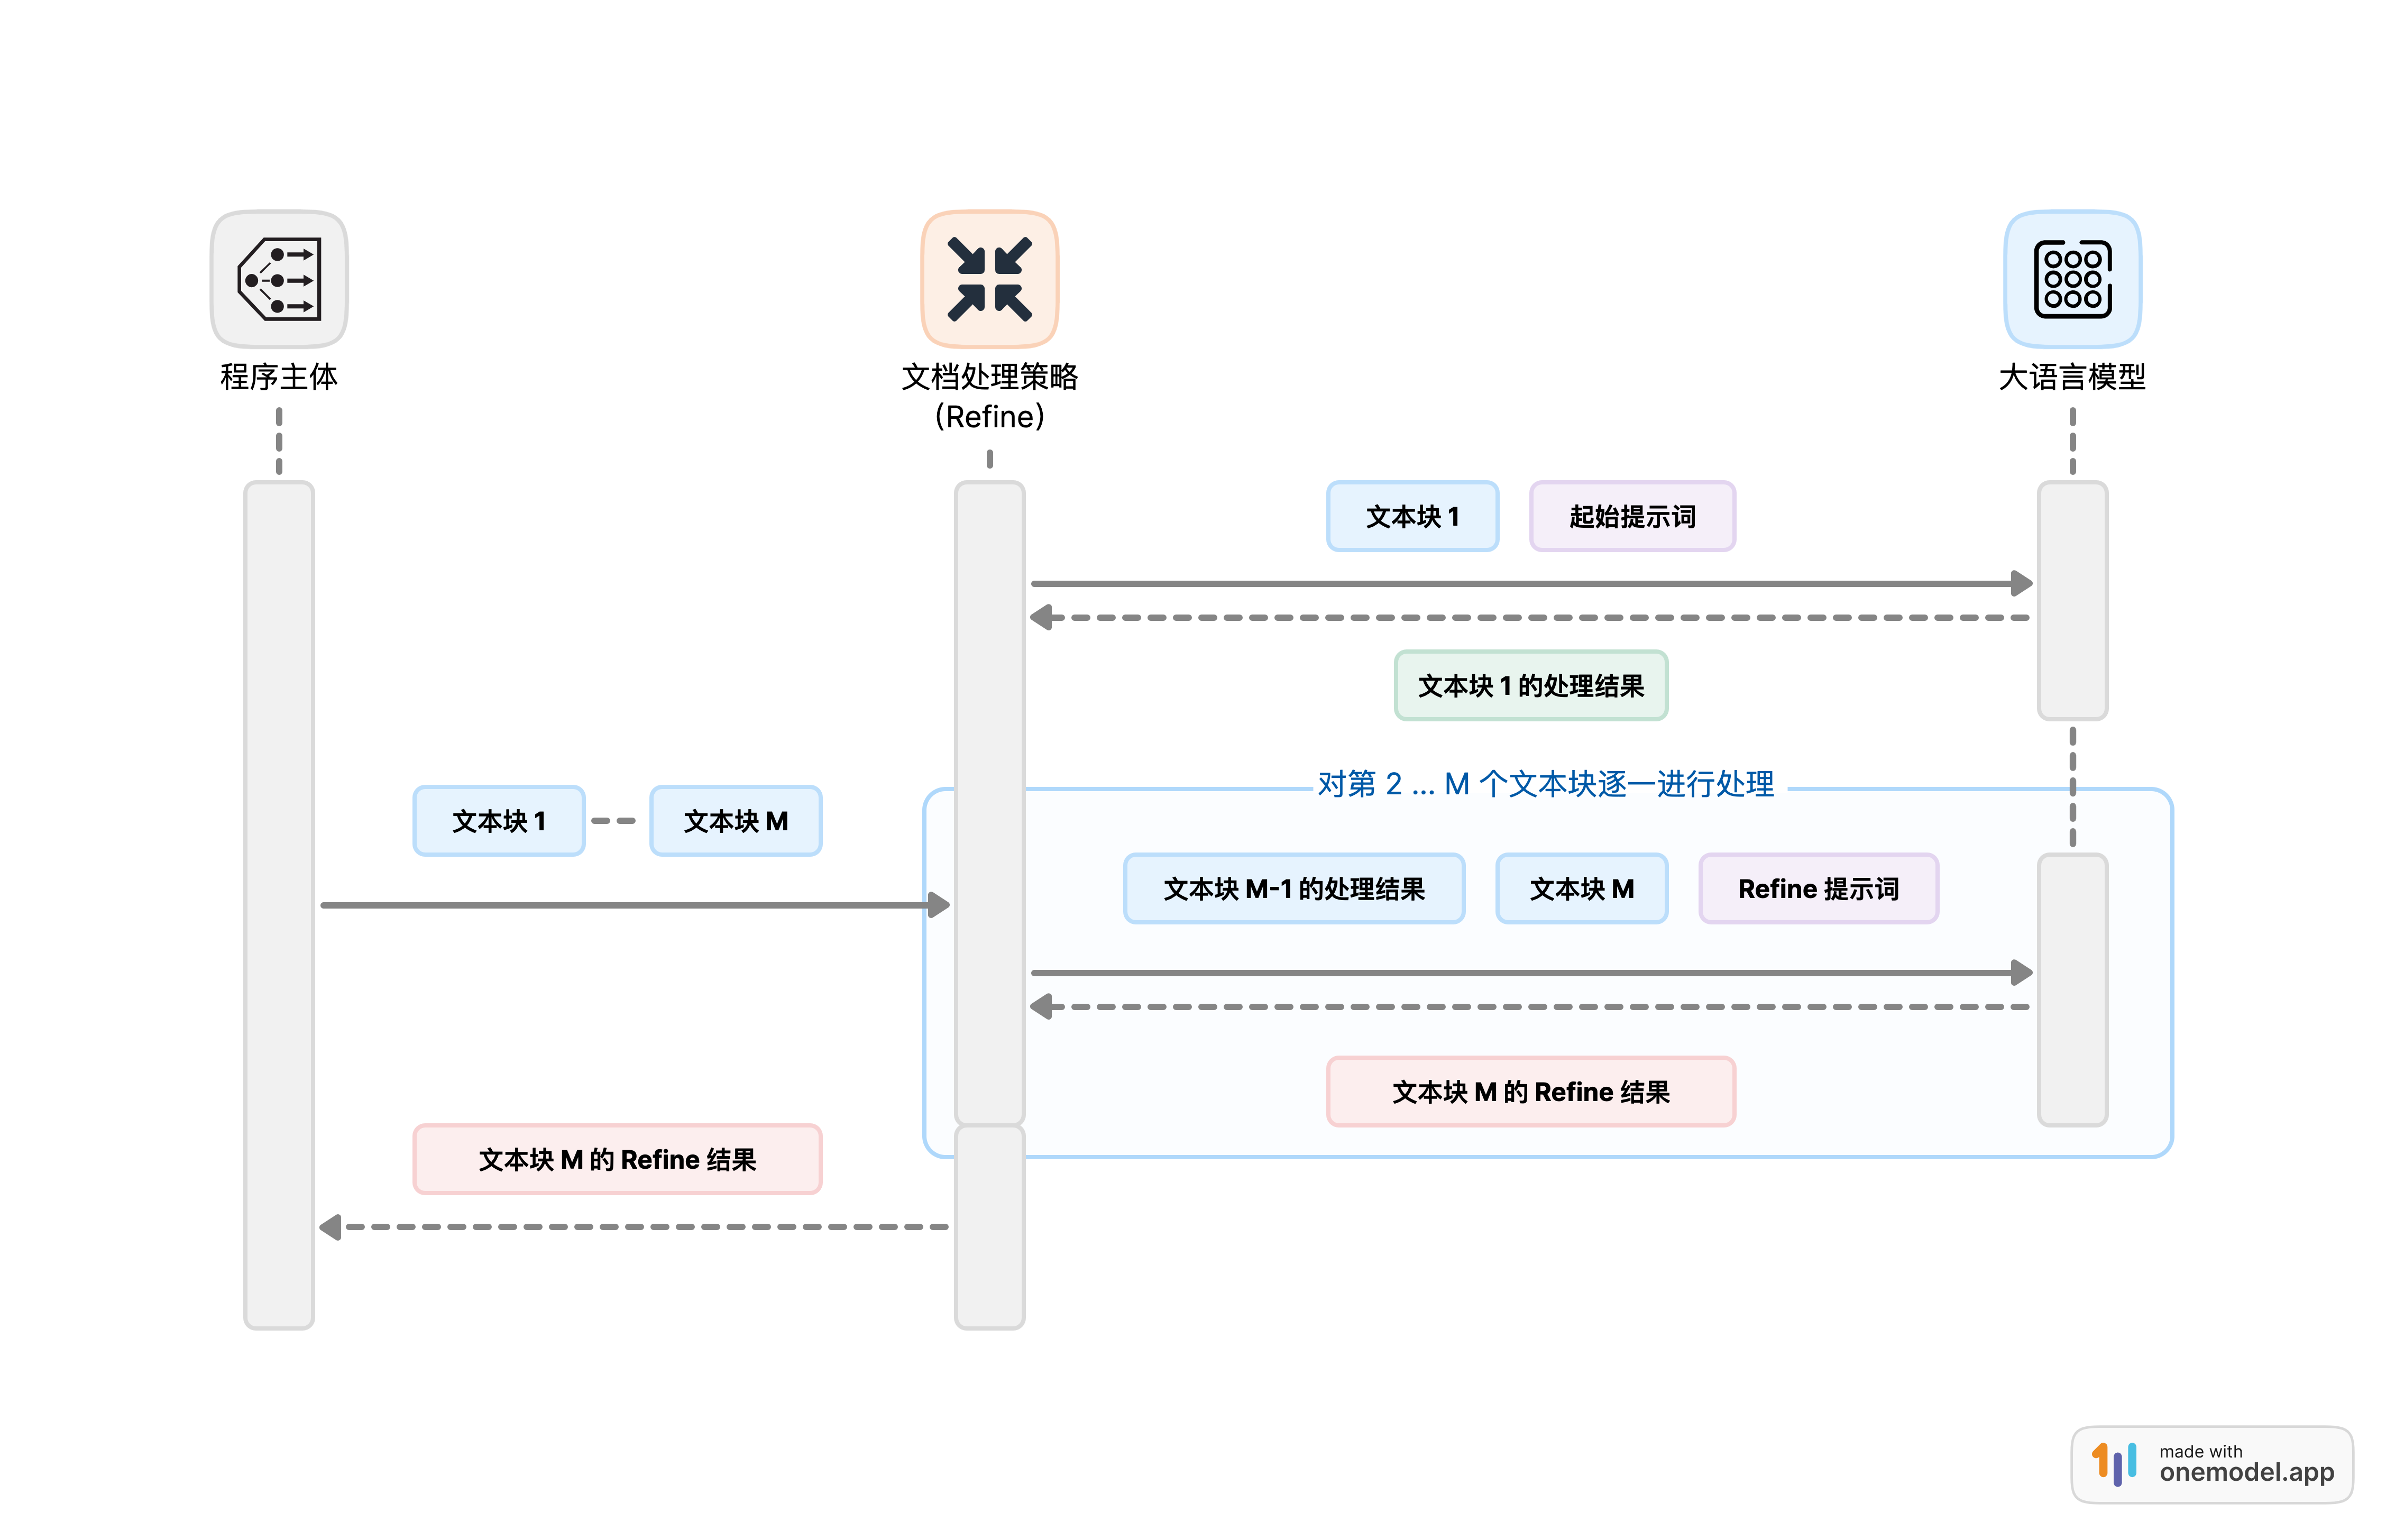 程序主体
文档处理策略
（Refine）
大语言模型
文本块 1
起始提示词
文本块 1 的处理结果
对第 2 ... M 个文本块逐一进行处理
文本块 1
文本块 M
文本块 M-1 的处理结果
文本块 M
Refine 提示词
文本块 M 的 Refine 结果
文本块 M 的 Refine 结果
made with
onemodel.app